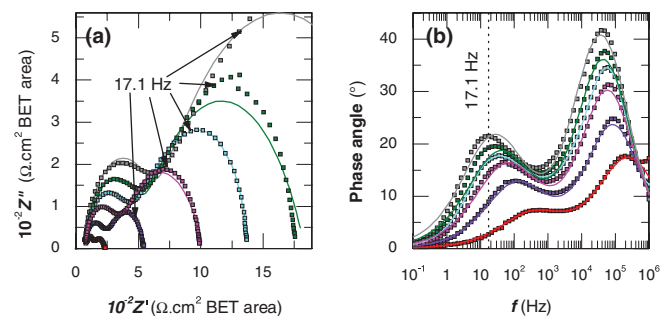 (a)
17.1 Hz
10⁻²Z'' (Ω.cm² BET area)
5
4
3
2
1
0
0 5 10 15
10⁻²Z' (Ω.cm² BET area)
(b)
17.1 Hz
Phase angle (°)
40
30
20
10
0
10⁻¹ 1 10 10² 10³ 10⁴ 10⁵ 10⁶
f (Hz)